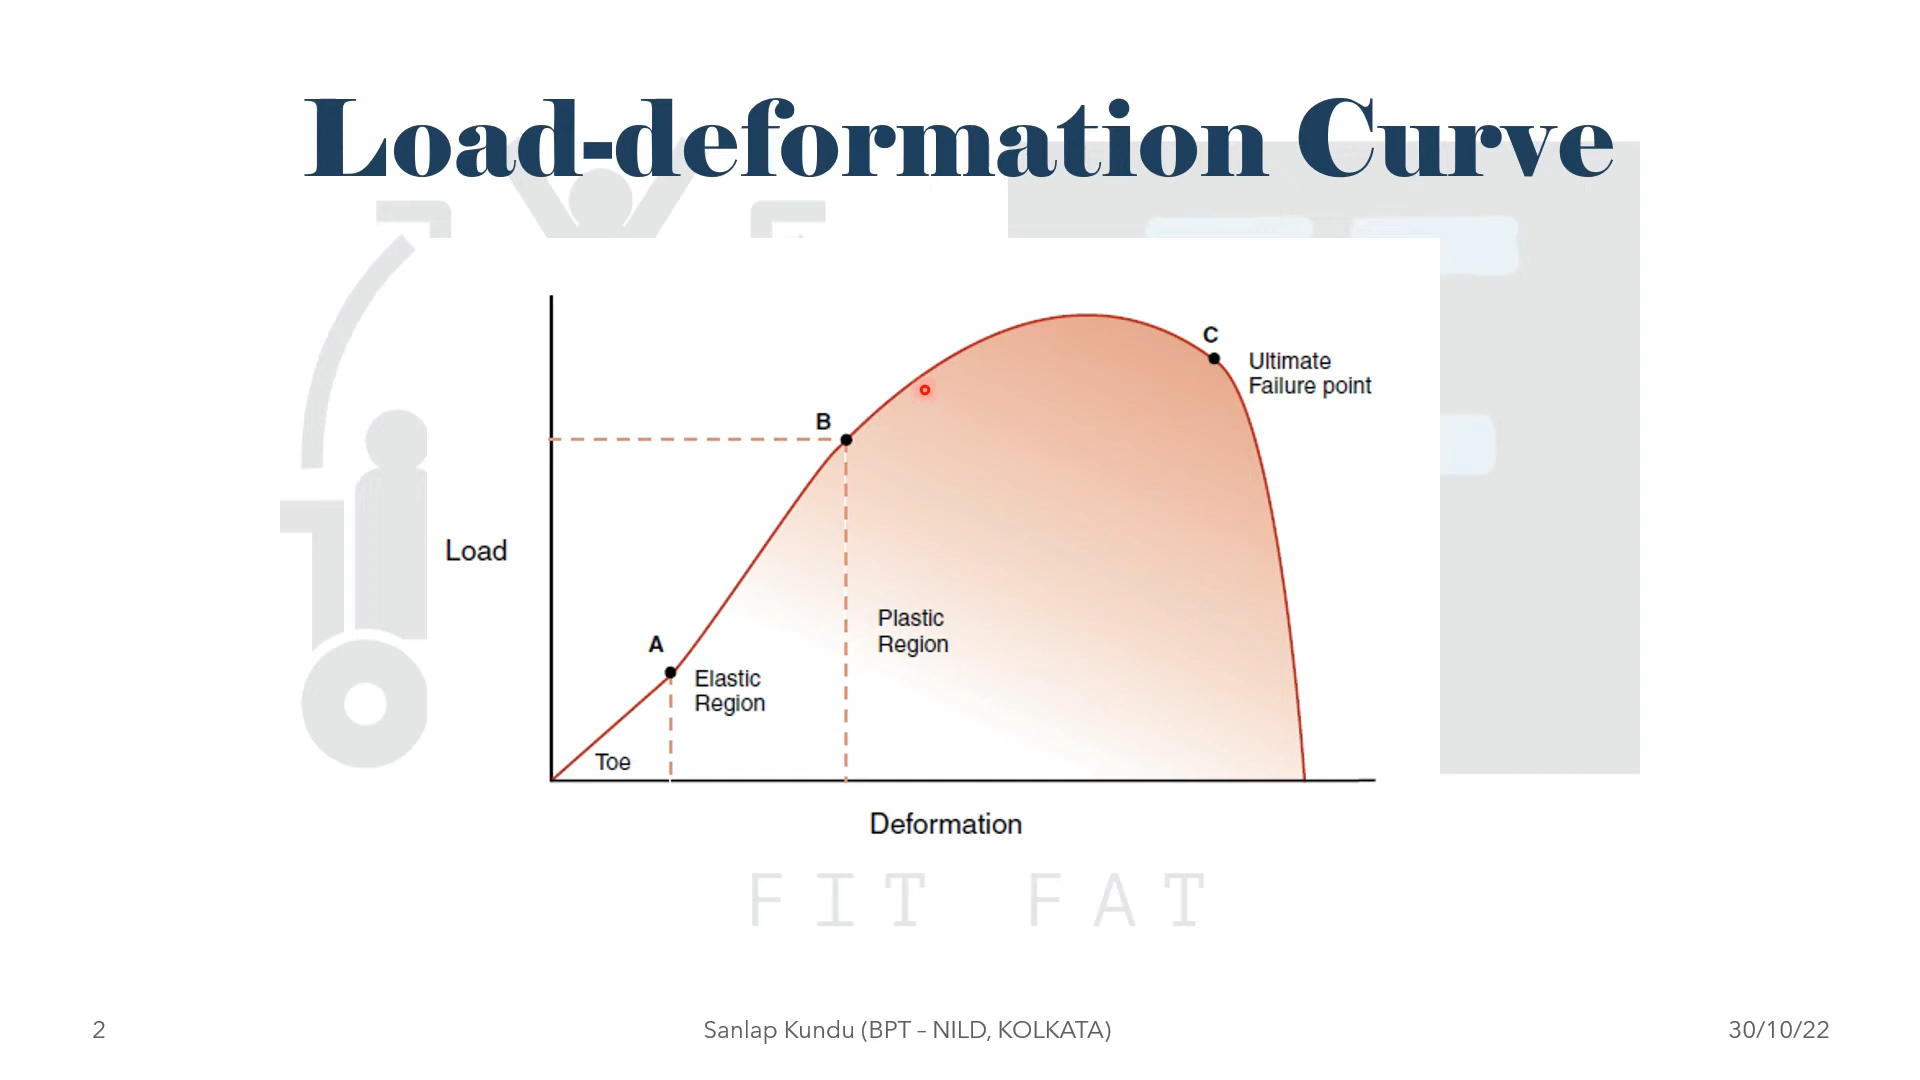 Load-deformation Curve
C
Ultimate
Failure point
B
Load
Plastic
Region
A
Elastic
Region
Toe
Deformation
FIT FAT
2
Sanlap Kundu (BPT – NILD, KOLKATA)
30/10/22